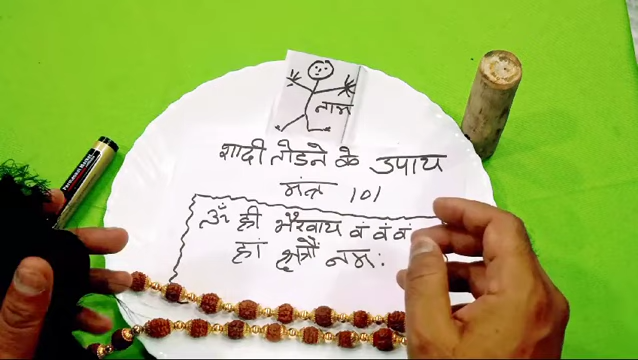 नाम
शादी तोडने के उपाय
मंत्र 101
ॐ ह्रीं भैरवाय वं वं वं
ह्रां नमः